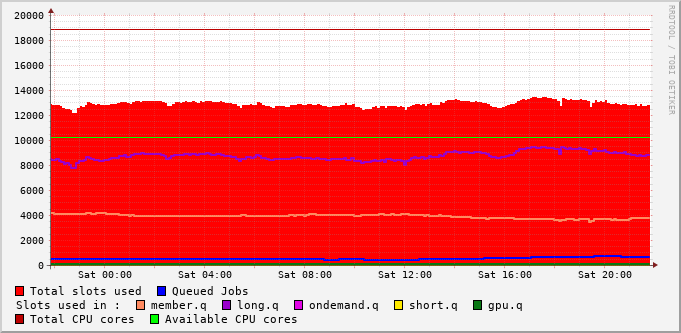 RRDTOOL / TOBI OETIKER
20000
18000
16000
14000
12000
10000
8000
6000
4000
2000
0
Sat 00:00 Sat 04:00 Sat 08:00 Sat 12:00 Sat 16:00 Sat 20:00
Total slots used Queued Jobs
Slots used in : member.q long.q ondemand.q short.q gpu.q
Total CPU cores Available CPU cores